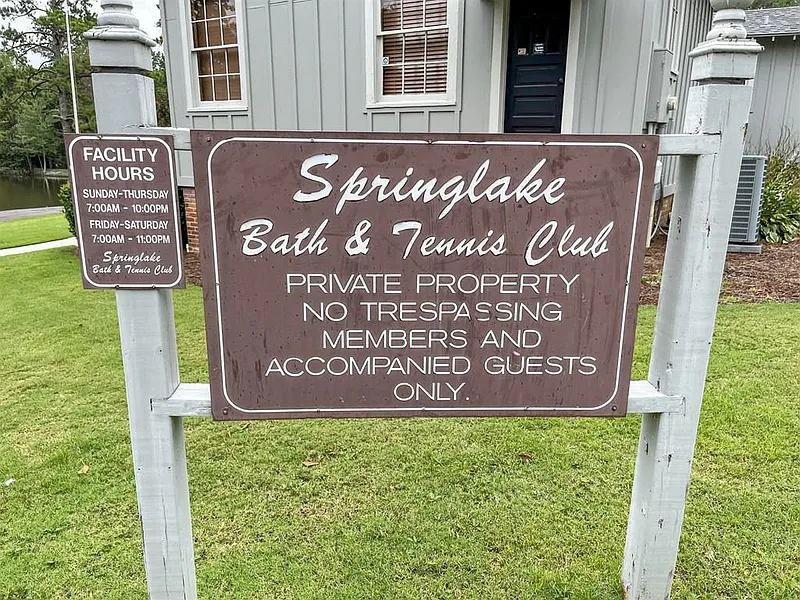 FACILITY
HOURS
SUNDAY-THURSDAY
7:00AM - 10:00PM
FRIDAY-SATURDAY
7:00AM - 11:00PM
Springlake
Bath & Tennis Club
Springlake
Bath & Tennis Club
PRIVATE PROPERTY
NO TRESPASSING
MEMBERS AND
ACCOMPANIED GUESTS
ONLY.